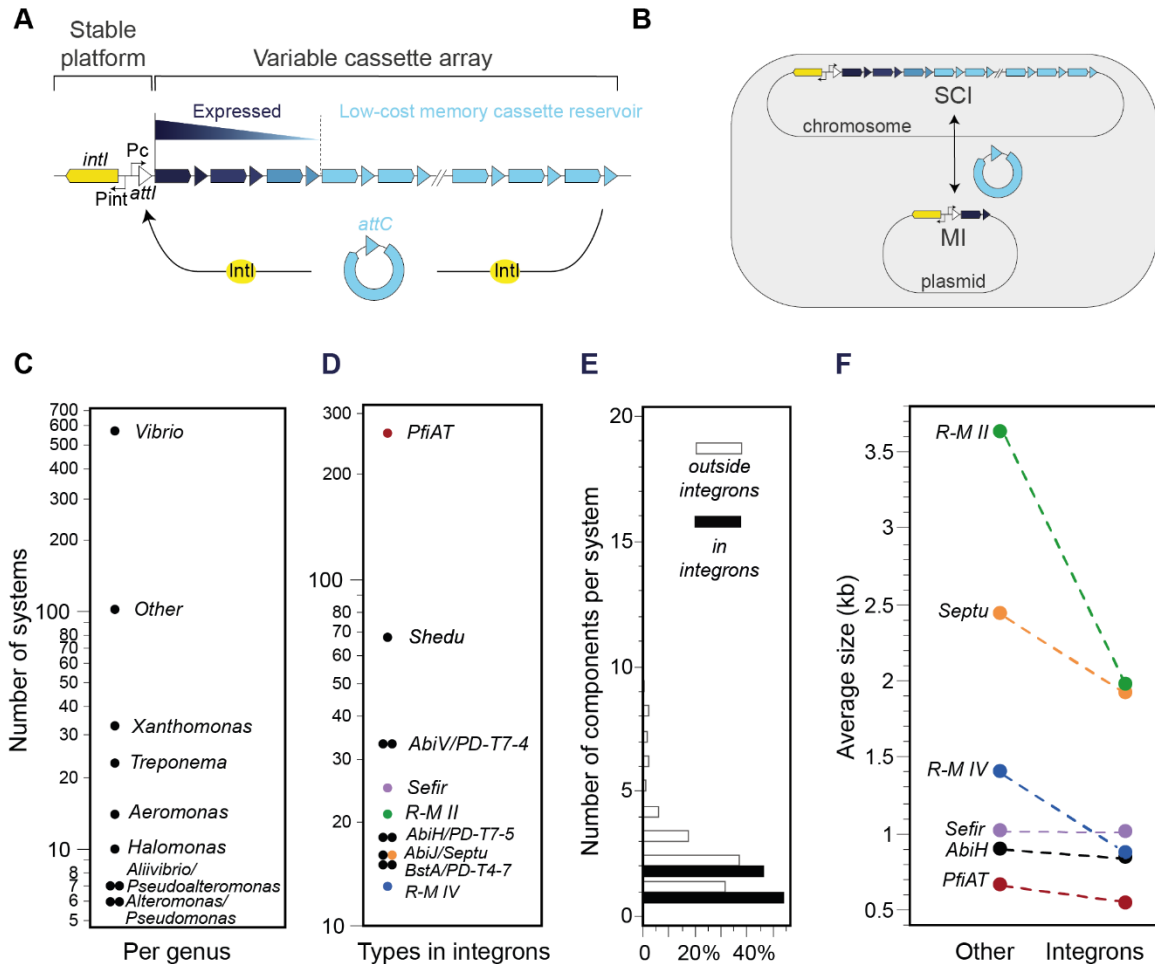 A
Stable
platform
Variable cassette array
Expressed
Low-cost memory cassette reservoir
intI
Pc
Pint
attI
attC
IntI
IntI
B
SCI
chromosome
MI
plasmid
C
Number of systems
700
600
500
400
300
200
100
90
80
70
60
50
40
30
20
10
9
8
7
6
5
Vibrio
Other
Xanthomonas
Treponema
Aeromonas
Halomonas
Aliivibrio/
Pseudoalteromonas
Alteromonas/
Pseudomonas
Per genus
D
300
200
100
70
60
50
40
30
20
10
PfiAT
Shedu
AbiV/PD-T7-4
Sefir
R-M II
AbiH/PD-T7-5
AbiJ/Septu
BstA/PD-T4-7
R-M IV
Types in integrons
E
Number of components per system
20
15
10
5
0
outside
integrons
in
integrons
0
20%
40%
F
Average size (kb)
3.5
3
2.5
2
1.5
1
0.5
R-M II
Septu
R-M IV
Sefir
AbiH
PfiAT
Other
Integrons